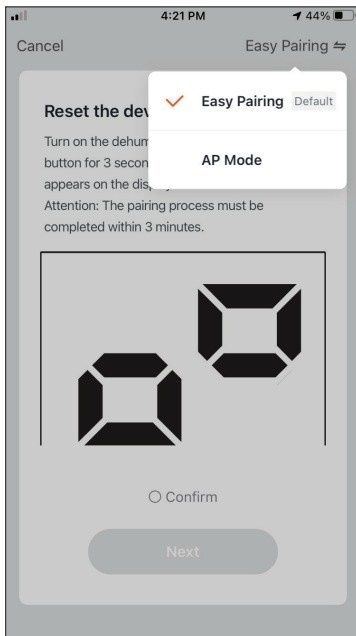 4:21 PM 44%
Cancel Easy Pairing
Easy Pairing Default
AP Mode
Reset the dev
Turn on the dehum
button for 3 secon
appears on the dis
Attention: The pairing process must be
completed within 3 minutes.
Confirm
Next